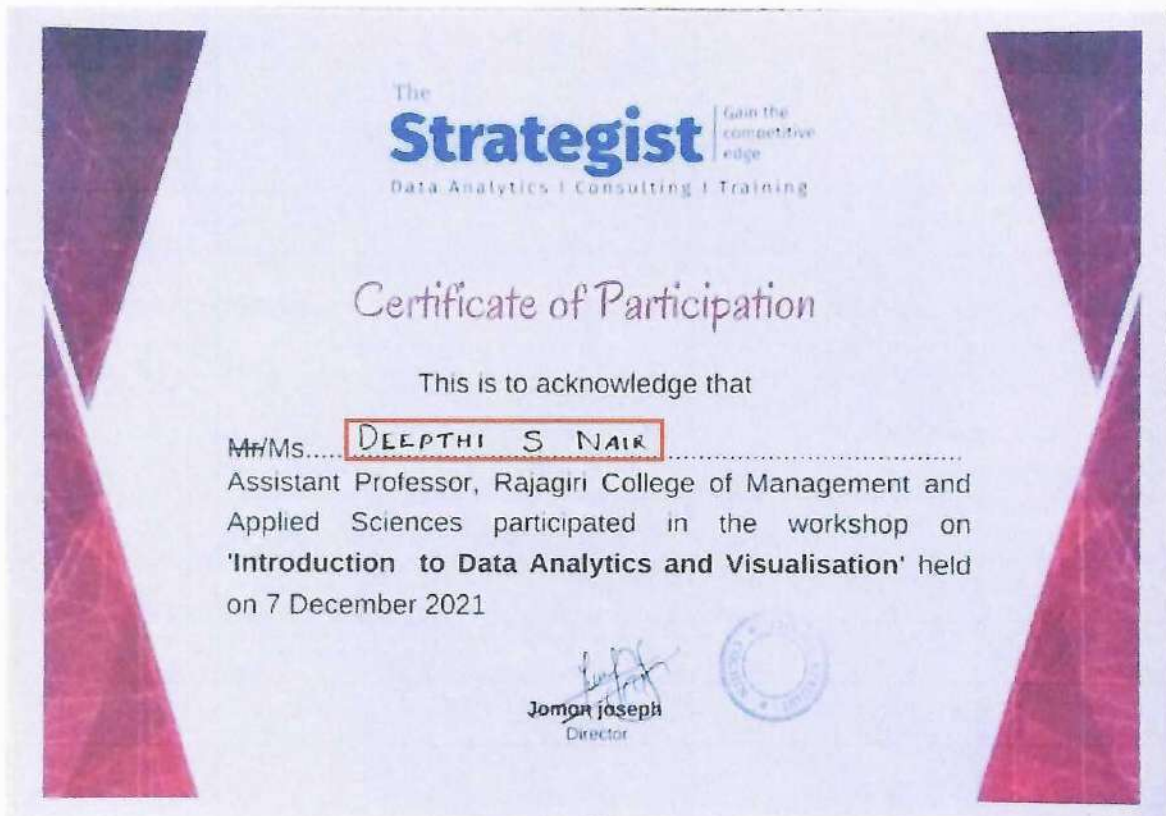 The
Strategist
Gain the
competitive
edge
Data Analytics | Consulting | Training
Certificate of Participation
This is to acknowledge that
Mr/Ms..... DEEPTHI S NAIR
Assistant Professor, Rajagiri College of Management and
Applied Sciences participated in the workshop on
'Introduction to Data Analytics and Visualisation' held
on 7 December 2021
Jomon joseph
Director